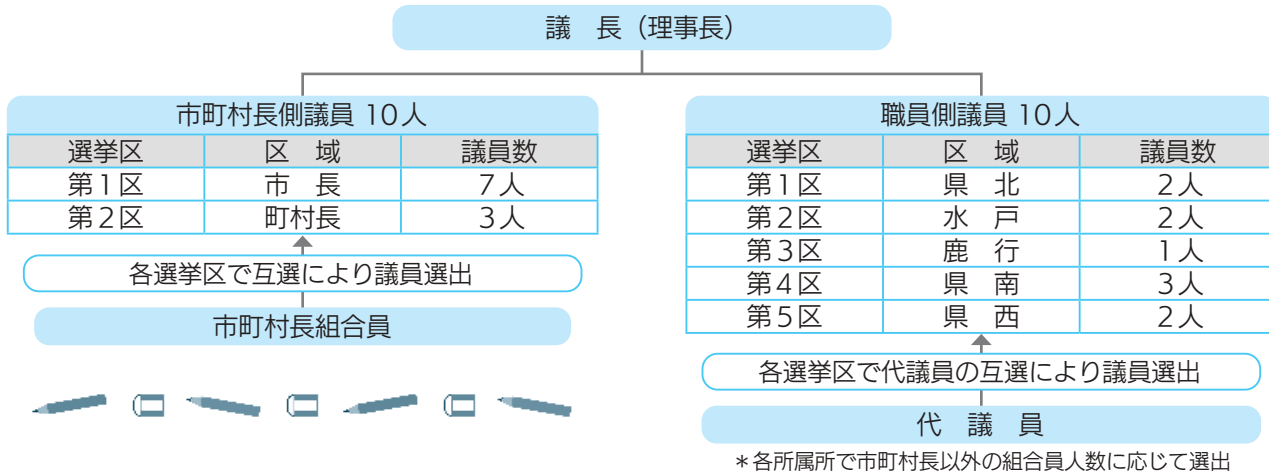 議 長（理事長）
市町村長側議員 10人
選挙区 区 域 議員数
第1区 市 長 7人
第2区 町村長 3人
各選挙区で互選により議員選出
市町村長組合員
職員側議員 10人
選挙区 区 域 議員数
第1区 県 北 2人
第2区 水 戸 2人
第3区 鹿 行 1人
第4区 県 南 3人
第5区 県 西 2人
各選挙区で代議員の互選により議員選出
代 議 員
＊各所属所で市町村長以外の組合員人数に応じて選出